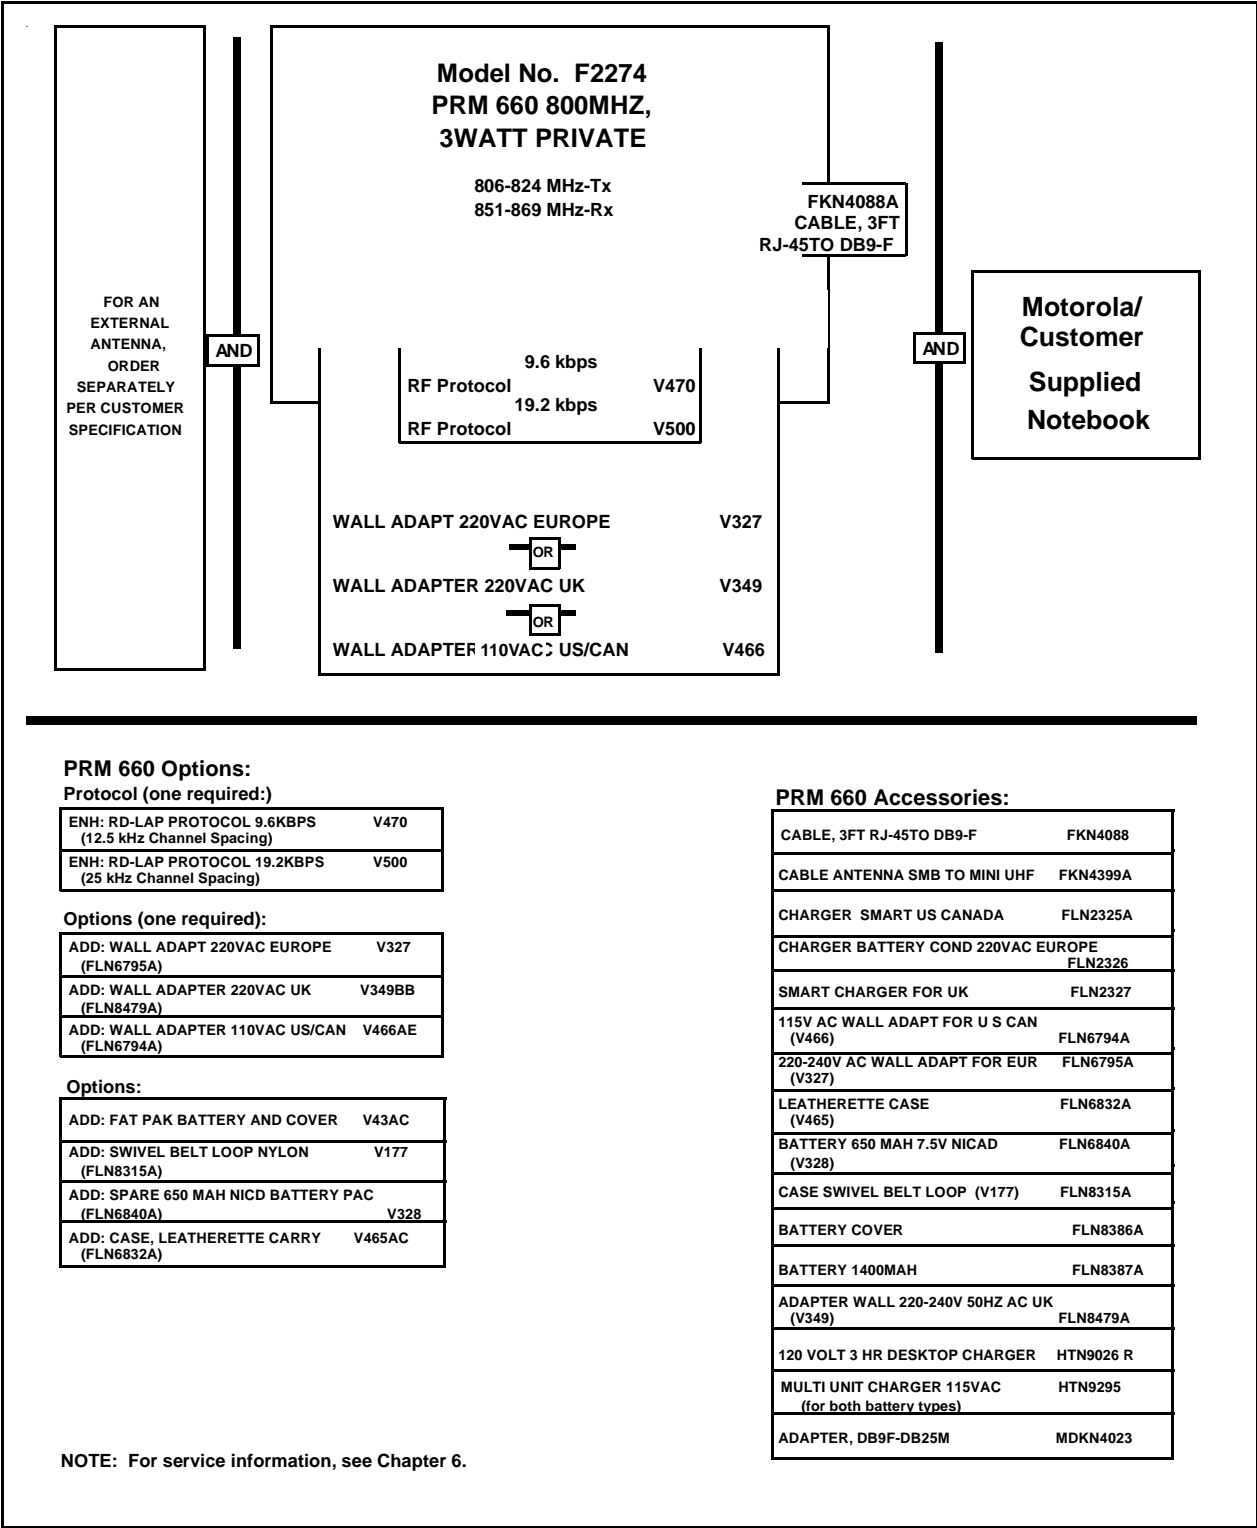 Model No. F2274
PRM 660 800MHZ,
3WATT PRIVATE
806-824 MHz-Tx
851-869 MHz-Rx
FKN4088A
CABLE, 3FT
RJ-45TO DB9-F
FOR AN
EXTERNAL
ANTENNA,
ORDER
SEPARATELY
PER CUSTOMER
SPECIFICATION
AND
9.6 kbps
RF Protocol V470
19.2 kbps
RF Protocol V500
AND
Motorola/
Customer
Supplied
Notebook
WALL ADAPT 220VAC EUROPE V327
OR
WALL ADAPTER 220VAC UK V349
OR
WALL ADAPTER 110VAC US/CAN V466
PRM 660 Options:
Protocol (one required:)
ENH: RD-LAP PROTOCOL 9.6KBPS V470
(12.5 kHz Channel Spacing)
ENH: RD-LAP PROTOCOL 19.2KBPS V500
(25 kHz Channel Spacing)
Options (one required):
ADD: WALL ADAPT 220VAC EUROPE V327
(FLN6795A)
ADD: WALL ADAPTER 220VAC UK V349BB
(FLN8479A)
ADD: WALL ADAPTER 110VAC US/CAN V466AE
(FLN6794A)
Options:
ADD: FAT PAK BATTERY AND COVER V43AC
ADD: SWIVEL BELT LOOP NYLON V177
(FLN8315A)
ADD: SPARE 650 MAH NICD BATTERY PAC
(FLN6840A) V328
ADD: CASE, LEATHERETTE CARRY V465AC
(FLN6832A)
PRM 660 Accessories:
CABLE, 3FT RJ-45TO DB9-F FKN4088
CABLE ANTENNA SMB TO MINI UHF FKN4399A
CHARGER SMART US CANADA FLN2325A
CHARGER BATTERY COND 220VAC EUROPE
FLN2326
SMART CHARGER FOR UK FLN2327
115V AC WALL ADAPT FOR U S CAN
(V466) FLN6794A
220-240V AC WALL ADAPT FOR EUR FLN6795A
(V327)
LEATHERETTE CASE FLN6832A
(V465)
BATTERY 650 MAH 7.5V NICAD FLN6840A
(V328)
CASE SWIVEL BELT LOOP (V177) FLN8315A
BATTERY COVER FLN8386A
BATTERY 1400MAH FLN8387A
ADAPTER WALL 220-240V 50HZ AC UK
(V349) FLN8479A
120 VOLT 3 HR DESKTOP CHARGER HTN9026 R
MULTI UNIT CHARGER 115VAC HTN9295
(for both battery types)
ADAPTER, DB9F-DB25M MDKN4023
NOTE: For service information, see Chapter 6.